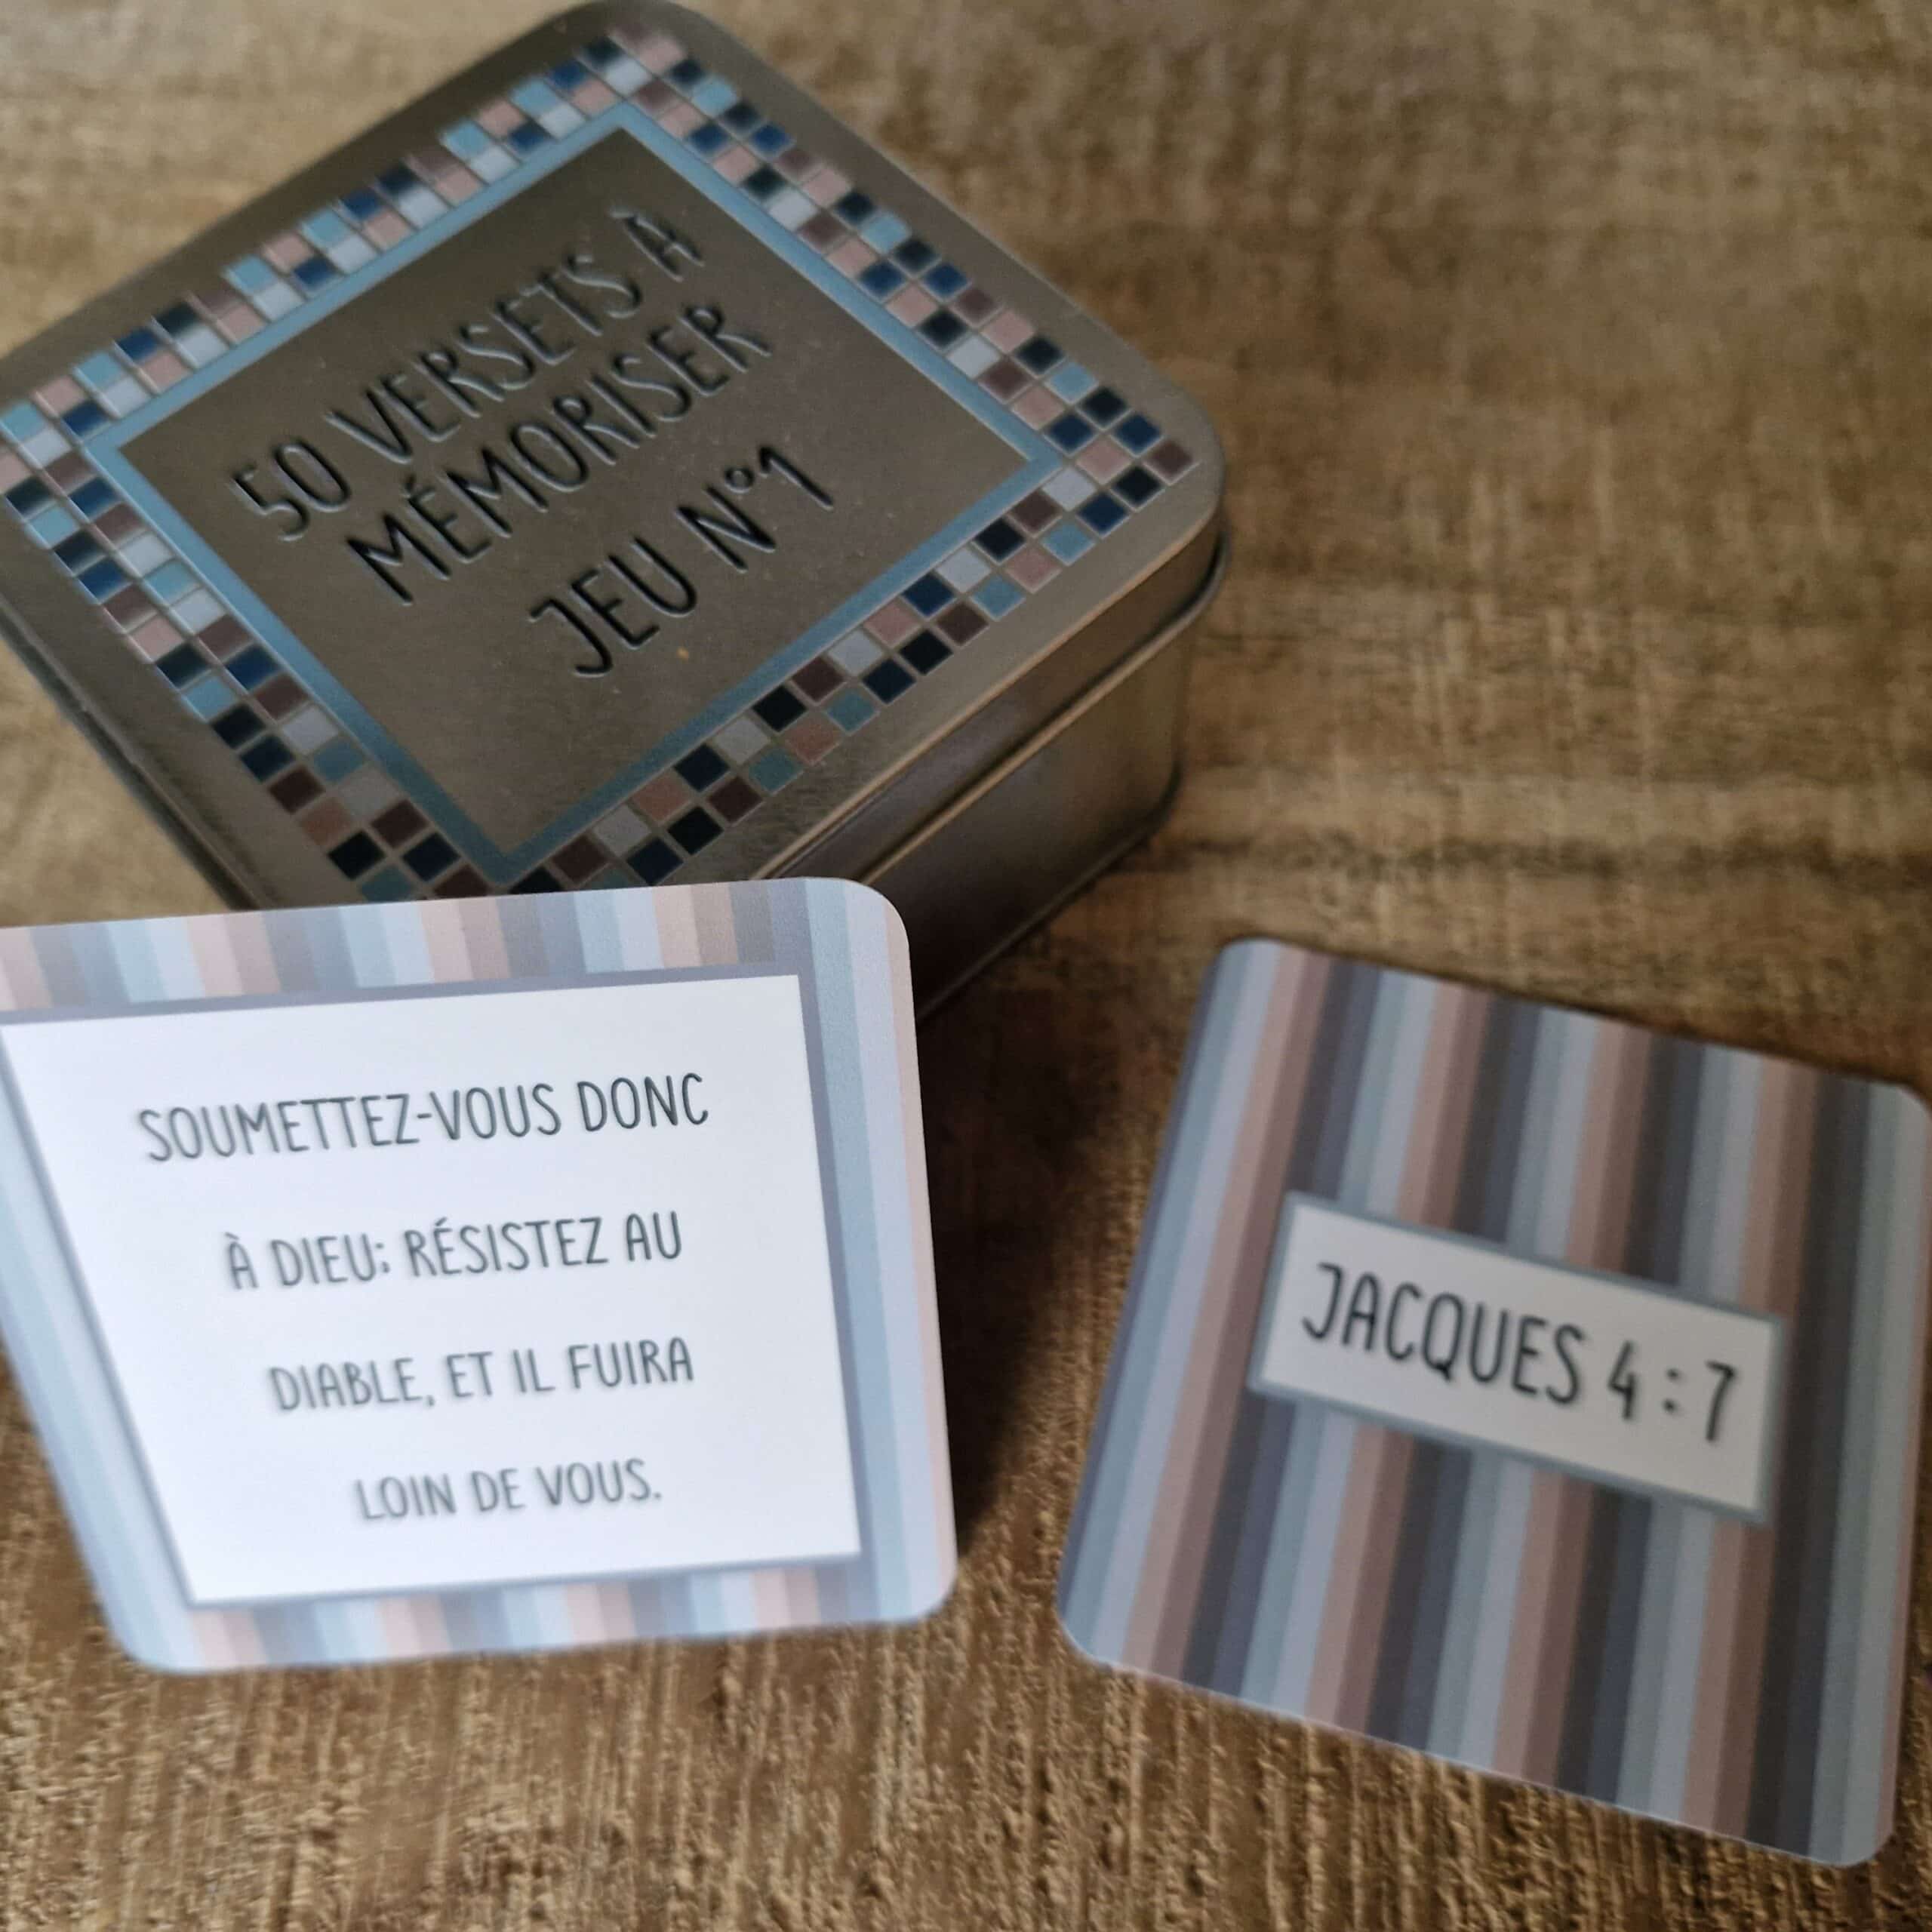 50 VERSETS À
MÉMORISER
JEU N°1
SOUMETTEZ-VOUS DONC
À DIEU; RÉSISTEZ AU
DIABLE, ET IL FUIRA
LOIN DE VOUS.
JACQUES 4 : 7